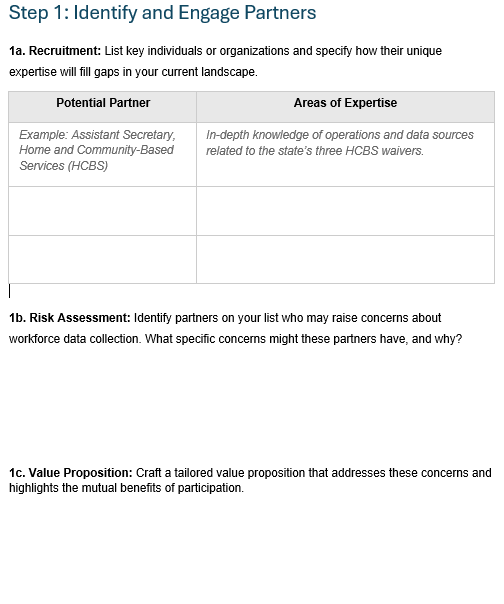 Step 1: Identify and Engage Partners
1a. Recruitment: List key individuals or organizations and specify how their unique
expertise will fill gaps in your current landscape.
Potential Partner
Areas of Expertise
Example: Assistant Secretary,
Home and Community-Based
Services (HCBS)
In-depth knowledge of operations and data sources
related to the state's three HCBS waivers.
1b. Risk Assessment: Identify partners on your list who may raise concerns about
workforce data collection. What specific concerns might these partners have, and why?
1c. Value Proposition: Craft a tailored value proposition that addresses these concerns and
highlights the mutual benefits of participation.